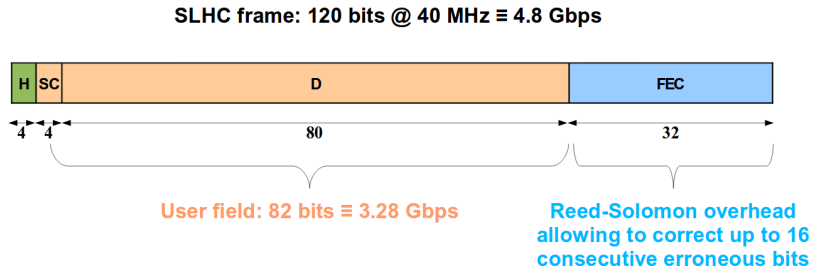 SLHC frame: 120 bits @ 40 MHz ≡ 4.8 Gbps
H SC D FEC
4 4 80 32
User field: 82 bits ≡ 3.28 Gbps
Reed-Solomon overhead
allowing to correct up to 16
consecutive erroneous bits